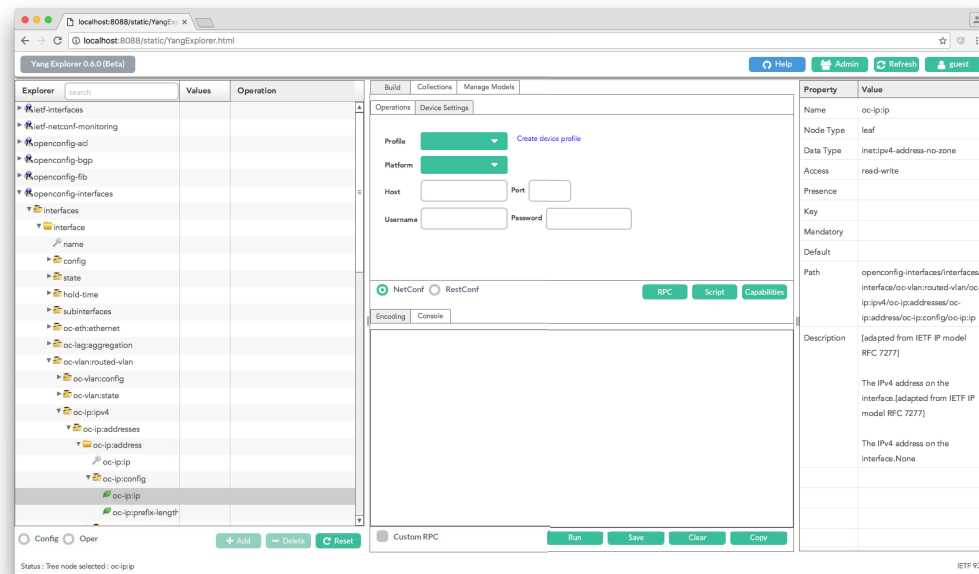 localhost:8088/static/YangExp
localhost:8088/static/YangExplorer.html
Yang Explorer 0.6.0 (Beta)
Help
Admin
Refresh
guest
Explorer
search
Values
Operation
ietf-interfaces
ietf-netconf-monitoring
openconfig-acl
openconfig-bgp
openconfig-fib
openconfig-interfaces
interfaces
interface
name
config
state
hold-time
subinterfaces
oc-eth:ethernet
oc-lag:aggregation
oc-vlan:routed-vlan
oc-vlan:config
oc-vlan:state
oc-ip:ipv4
oc-ip:addresses
oc-ip:address
oc-ip:ip
oc-ip:config
oc-ip:ip
oc-ip:prefix-length
Config
Oper
Add
Delete
Reset
Status : Tree node selected : oc-ip:ip
Build
Collections
Manage Models
Operations
Device Settings
Profile
Create device profile
Platform
Host
Port
Username
Password
NetConf
RestConf
RPC
Script
Capabilities
Encoding
Console
Custom RPC
Run
Save
Clear
Copy
Property
Value
Name
oc-ip:ip
Node Type
leaf
Data Type
inet:ipv4-address-no-zone
Access
read-write
Presence
Key
Mandatory
Default
Path
openconfig-interfaces/interfaces/
interface/oc-vlan:routed-vlan/oc-
ip:ipv4/oc-ip:addresses/oc-
ip:address/oc-ip:config/oc-ip:ip
Description
[adapted from IETF IP model
RFC 7277]
The IPv4 address on the
interface.[adapted from IETF IP
model RFC 7277]
The IPv4 address on the
interface.None
IETF